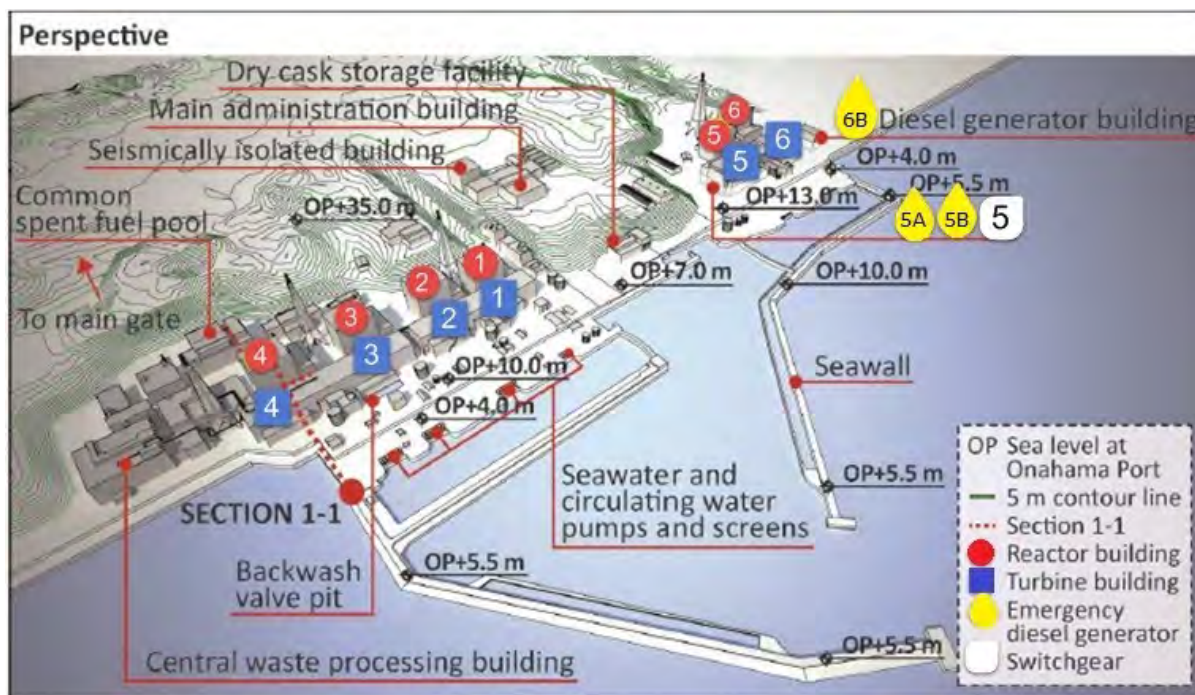 Perspective
Dry cask storage facility
Main administration building
Seismically isolated building
Common
spent fuel pool
To main gate
OP+35.0 m
6
5
6
5
6B
Diesel generator building
OP+4.0 m
OP+5.5 m
OP+13.0 m
5A
5B
5
OP+7.0 m
OP+10.0 m
1
2
1
2
3
3
4
4
OP+10.0 m
OP+4.0 m
Seawall
OP+5.5 m
SECTION 1-1
Seawater and
circulating water
pumps and screens
Backwash
valve pit
OP+5.5 m
OP+5.5 m
Central waste processing building
OP Sea level at
Onahama Port
5 m contour line
Section 1-1
Reactor building
Turbine building
Emergency
diesel generator
Switchgear